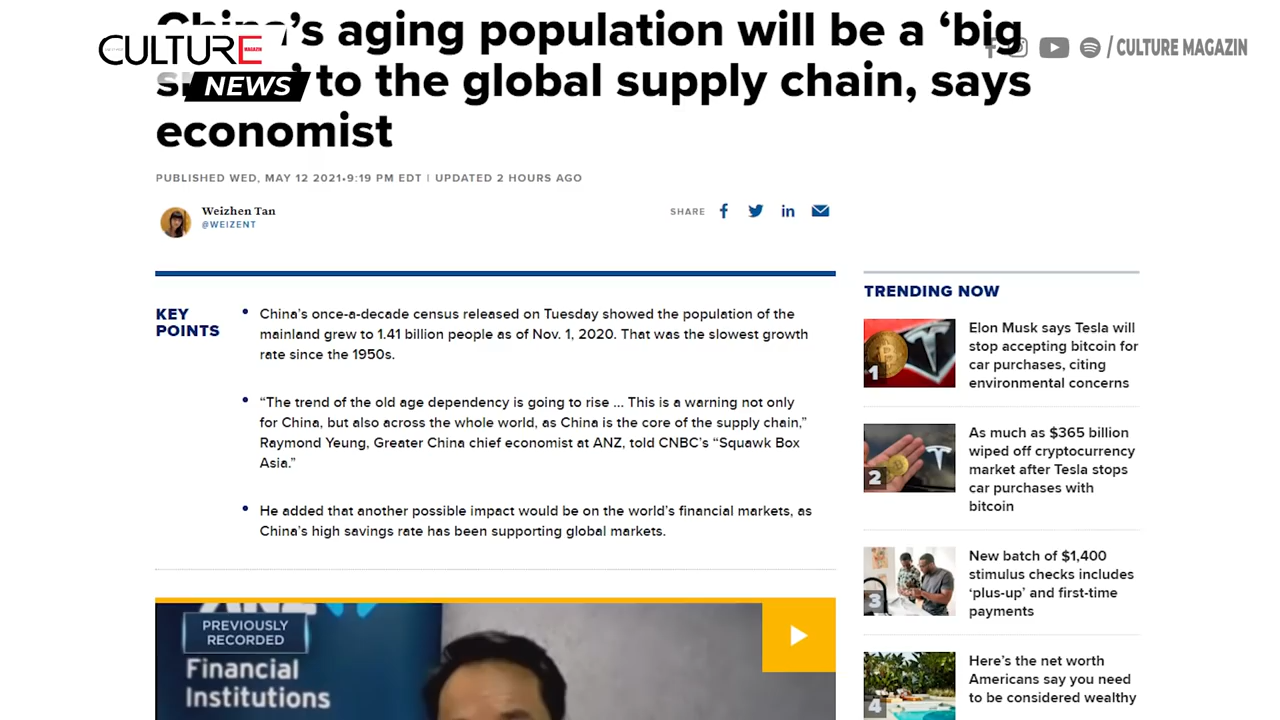 China's aging population will be a 'big
to the global supply chain, says
economist
CULTURE
MAGAZIN
NEWS
/ CULTURE MAGAZIN
PUBLISHED WED, MAY 12 2021•9:19 PM EDT | UPDATED 2 HOURS AGO
Weizhen Tan
@WEIZENT
SHARE
KEY
POINTS
• China's once-a-decade census released on Tuesday showed the population of the
mainland grew to 1.41 billion people as of Nov. 1, 2020. That was the slowest growth
rate since the 1950s.
• “The trend of the old age dependency is going to rise ... This is a warning not only
for China, but also across the whole world, as China is the core of the supply chain,”
Raymond Yeung, Greater China chief economist at ANZ, told CNBC's “Squawk Box
Asia.”
• He added that another possible impact would be on the world's financial markets, as
China's high savings rate has been supporting global markets.
ANZ
PREVIOUSLY
RECORDED
Financial
Institutions
TRENDING NOW
1
Elon Musk says Tesla will
stop accepting bitcoin for
car purchases, citing
environmental concerns
2
As much as $365 billion
wiped off cryptocurrency
market after Tesla stops
car purchases with
bitcoin
3
New batch of $1,400
stimulus checks includes
‘plus-up’ and first-time
payments
4
Here's the net worth
Americans say you need
to be considered wealthy